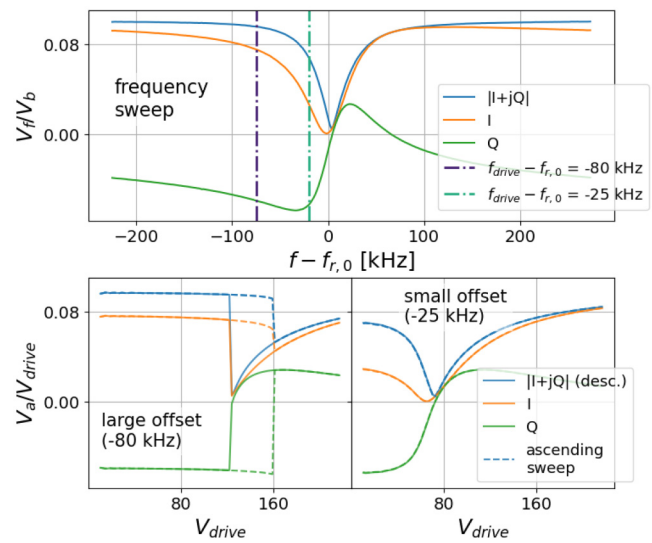 0.08
0.00
V_f/V_b
frequency
sweep
|I+jQ|
I
Q
f_drive − f_r,0 = -80 kHz
f_drive − f_r,0 = -25 kHz
−200
−100
0
100
200
f − f_r,0 [kHz]
0.08
0.00
V_a/V_drive
large offset
(-80 kHz)
small offset
(-25 kHz)
|I+jQ| (desc.)
I
Q
ascending
sweep
80
160
80
160
V_drive
V_drive